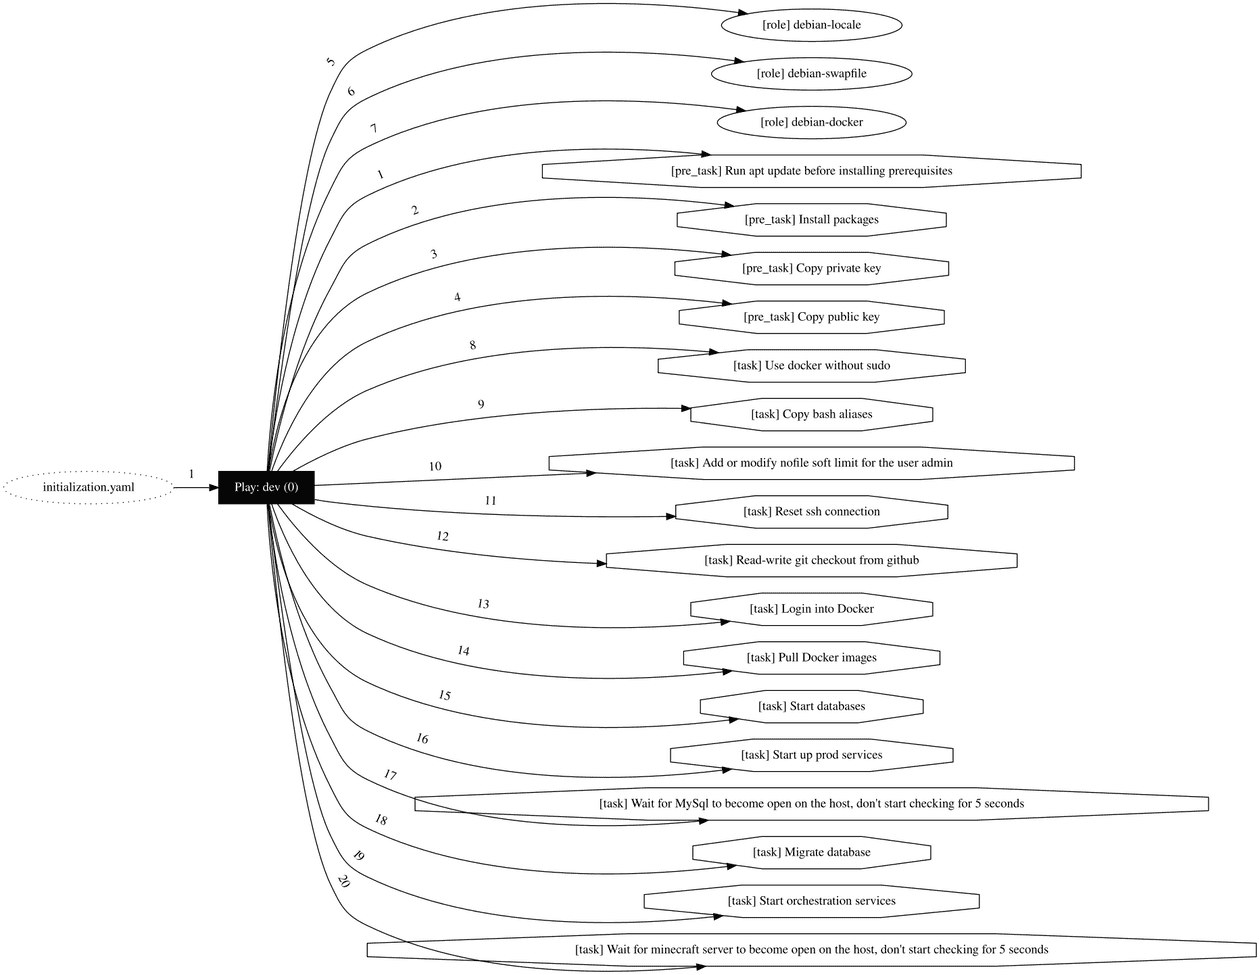 5
[role] debian-locale
6
[role] debian-swapfile
7
[role] debian-docker
1
[pre_task] Run apt update before installing prerequisites
2
[pre_task] Install packages
3
[pre_task] Copy private key
4
[pre_task] Copy public key
8
[task] Use docker without sudo
9
[task] Copy bash aliases
10
[task] Add or modify nofile soft limit for the user admin
initialization.yaml
1
Play: dev (0)
11
[task] Reset ssh connection
12
[task] Read-write git checkout from github
13
[task] Login into Docker
14
[task] Pull Docker images
15
[task] Start databases
16
[task] Start up prod services
17
[task] Wait for MySql to become open on the host, don't start checking for 5 seconds
18
[task] Migrate database
19
[task] Start orchestration services
20
[task] Wait for minecraft server to become open on the host, don't start checking for 5 seconds